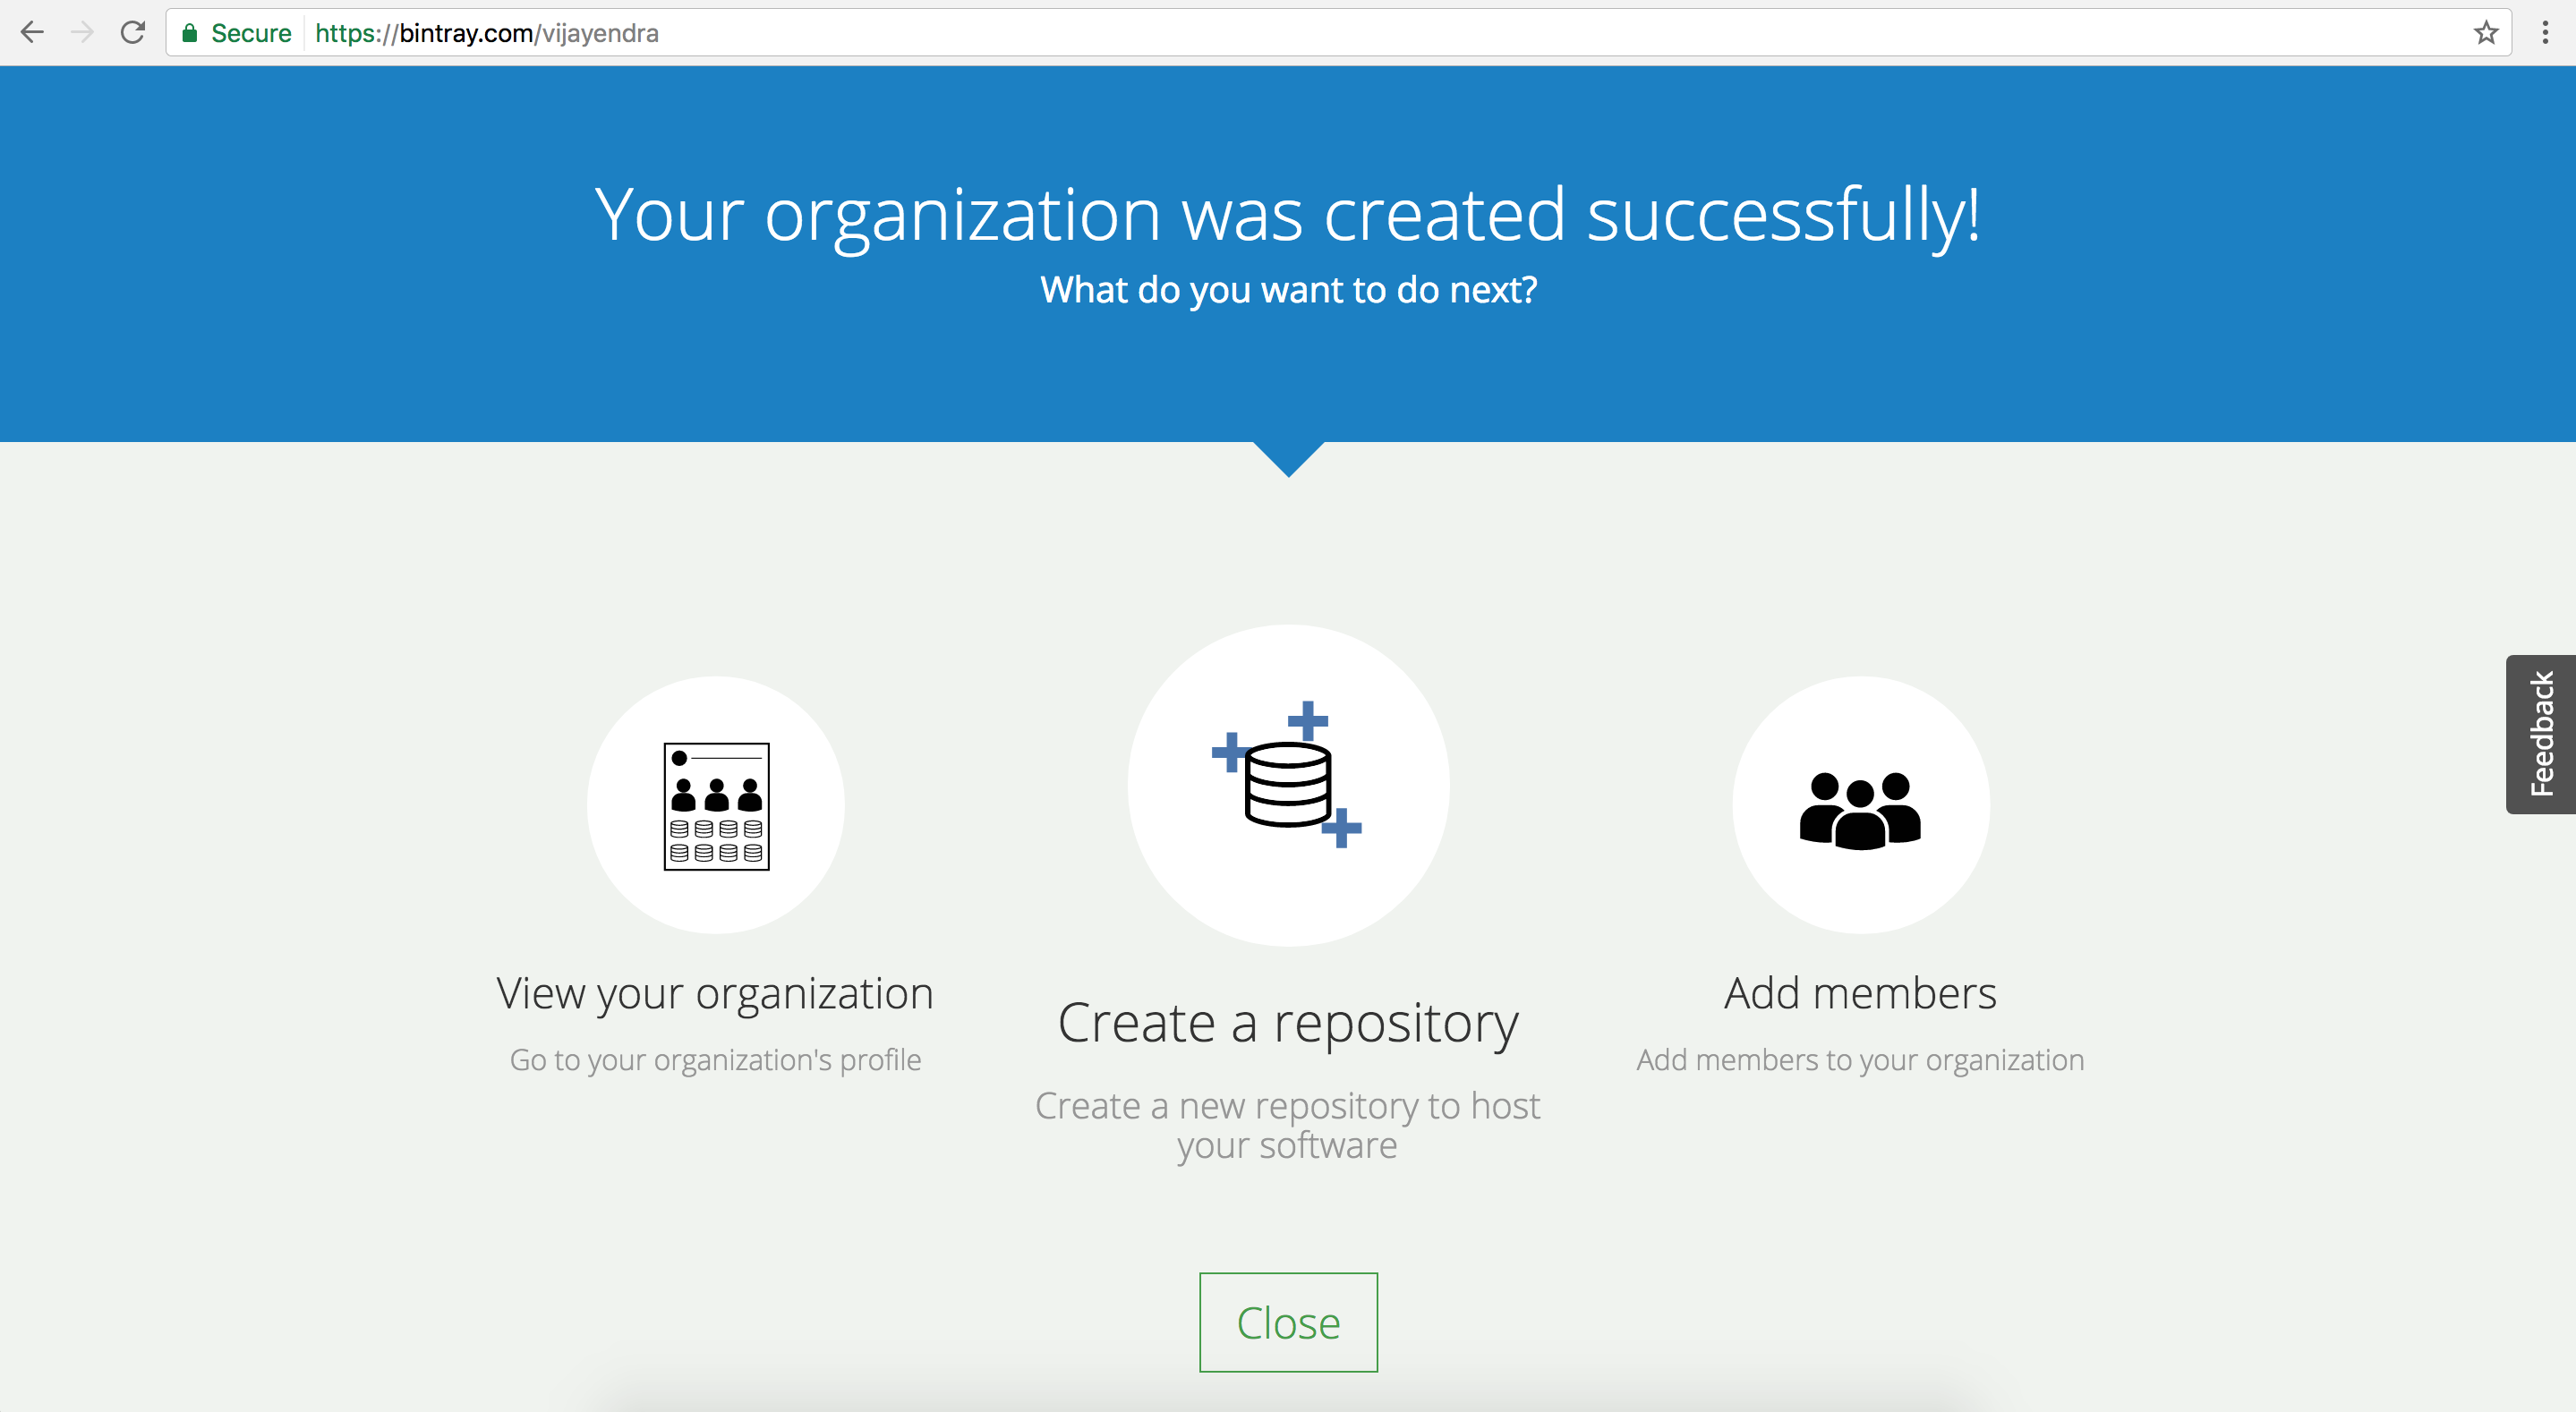 Secure https://bintray.com/vijayendra
Your organization was created successfully!
What do you want to do next?
Feedback
View your organization
Go to your organization's profile
Create a repository
Create a new repository to host
your software
Add members
Add members to your organization
Close